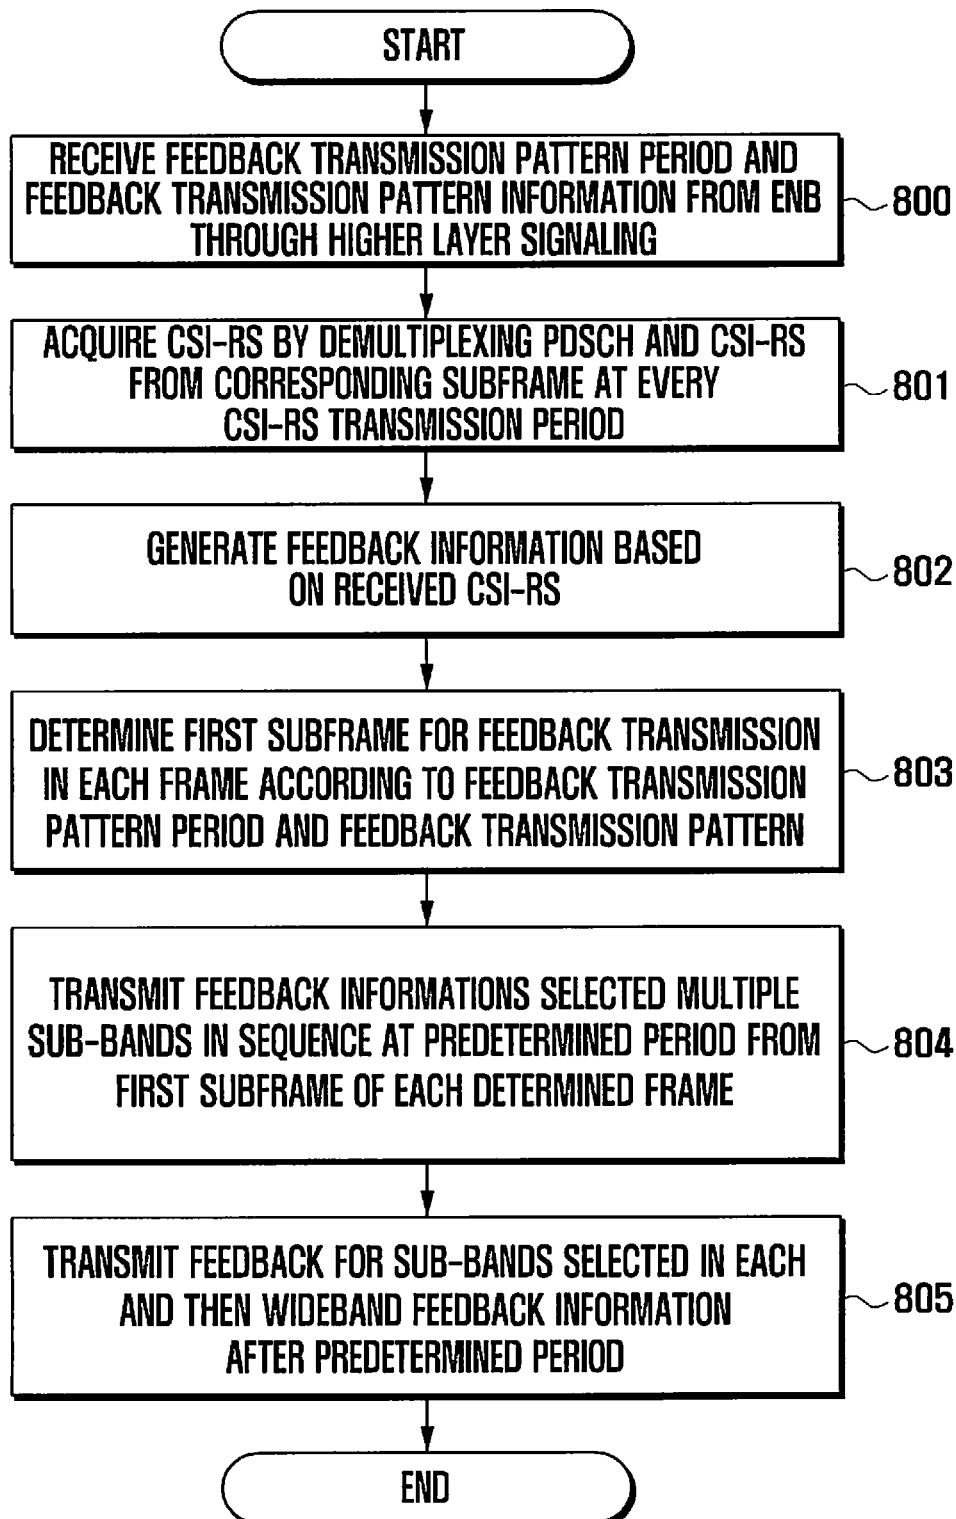 START
RECEIVE FEEDBACK TRANSMISSION PATTERN PERIOD AND
FEEDBACK TRANSMISSION PATTERN INFORMATION FROM ENB
THROUGH HIGHER LAYER SIGNALING
800
ACQUIRE CSI-RS BY DEMULTIPLEXING PDSCH AND CSI-RS
FROM CORRESPONDING SUBFRAME AT EVERY
CSI-RS TRANSMISSION PERIOD
801
GENERATE FEEDBACK INFORMATION BASED
ON RECEIVED CSI-RS
802
DETERMINE FIRST SUBFRAME FOR FEEDBACK TRANSMISSION
IN EACH FRAME ACCORDING TO FEEDBACK TRANSMISSION
PATTERN PERIOD AND FEEDBACK TRANSMISSION PATTERN
803
TRANSMIT FEEDBACK INFORMATIONS SELECTED MULTIPLE
SUB-BANDS IN SEQUENCE AT PREDETERMINED PERIOD FROM
FIRST SUBFRAME OF EACH DETERMINED FRAME
804
TRANSMIT FEEDBACK FOR SUB-BANDS SELECTED IN EACH
AND THEN WIDEBAND FEEDBACK INFORMATION
AFTER PREDETERMINED PERIOD
805
END